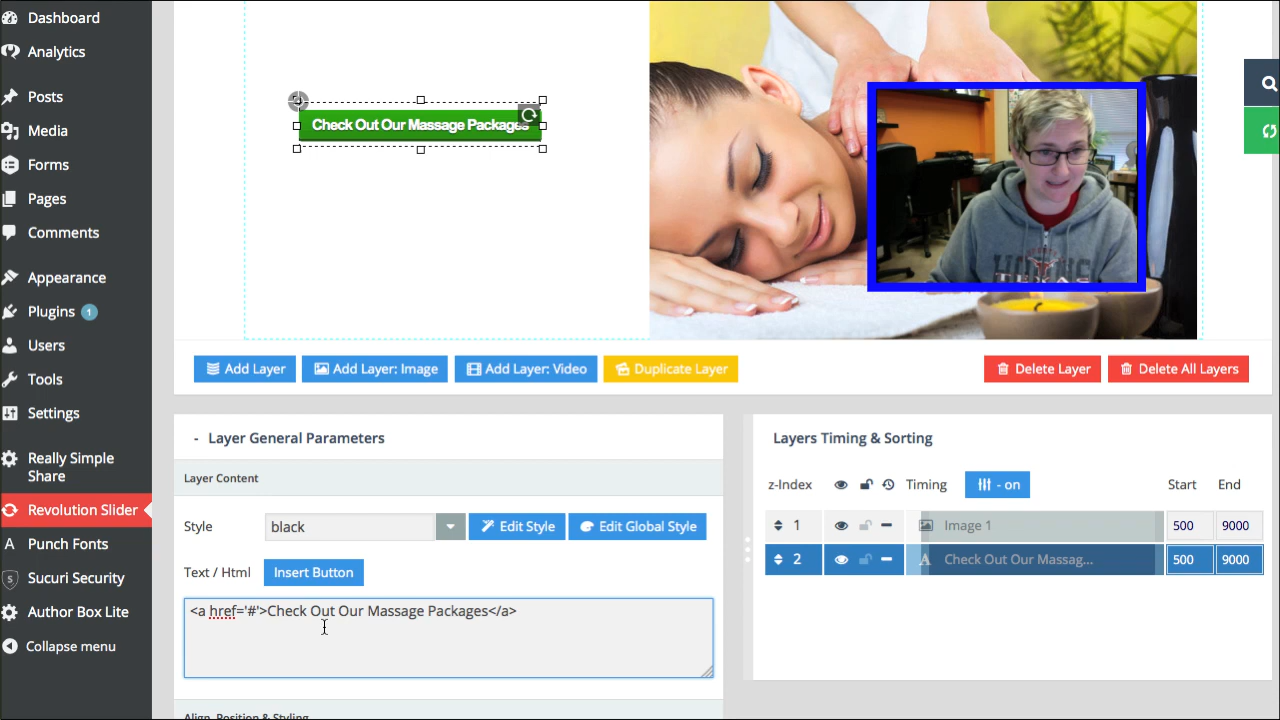 Dashboard
Analytics
Posts
Media
Forms
Pages
Comments
Appearance
Plugins 1
Users
Tools
Settings
Really Simple
Share
Revolution Slider
Punch Fonts
Sucuri Security
Author Box Lite
Collapse menu
Check Out Our Massage Packages
TEXAS
Add Layer
Add Layer: Image
Add Layer: Video
Duplicate Layer
Delete Layer
Delete All Layers
- Layer General Parameters
Layer Content
Style black Edit Style Edit Global Style
Text / Html Insert Button
<a href='#'>Check Out Our Massage Packages</a>
Align, Position & Styling
Layers Timing & Sorting
z-Index Timing - on Start End
1 Image 1 500 9000
2 A Check Out Our Massag... 500 9000